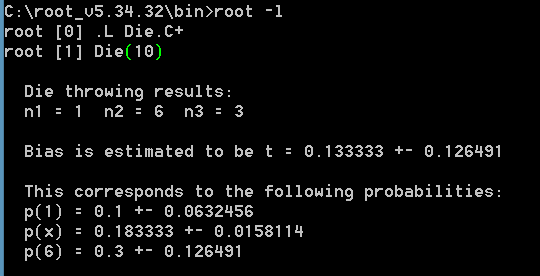 C:\root_v5.34.32\bin>root -l
root [0] .L Die.C+
root [1] Die(10)
Die throwing results:
n1 = 1  n2 = 6  n3 = 3
Bias is estimated to be t = 0.133333 +- 0.126491
This corresponds to the following probabilities:
p(1) = 0.1 +- 0.0632456
p(x) = 0.183333 +- 0.0158114
p(6) = 0.3 +- 0.126491